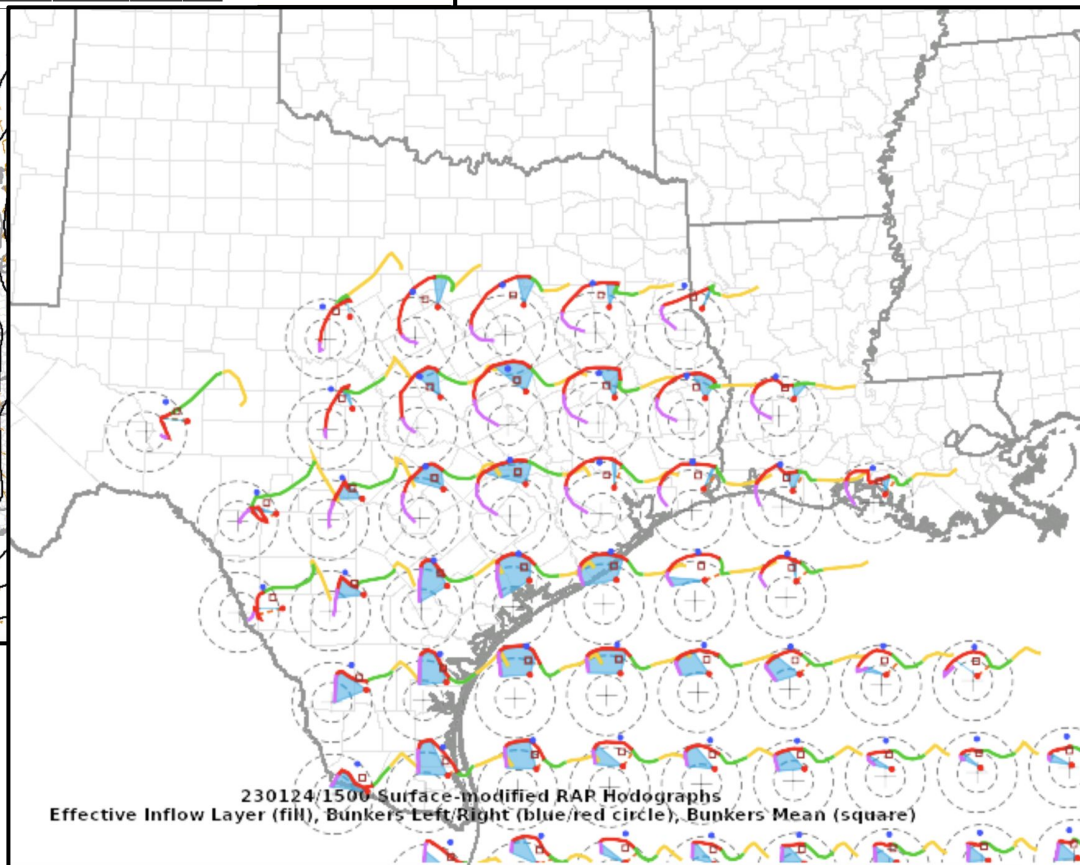 230124/1500 Surface-modified RAP Hodographs
Effective Inflow Layer (fill), Bunkers Left/Right (blue/red circle), Bunkers Mean (square)